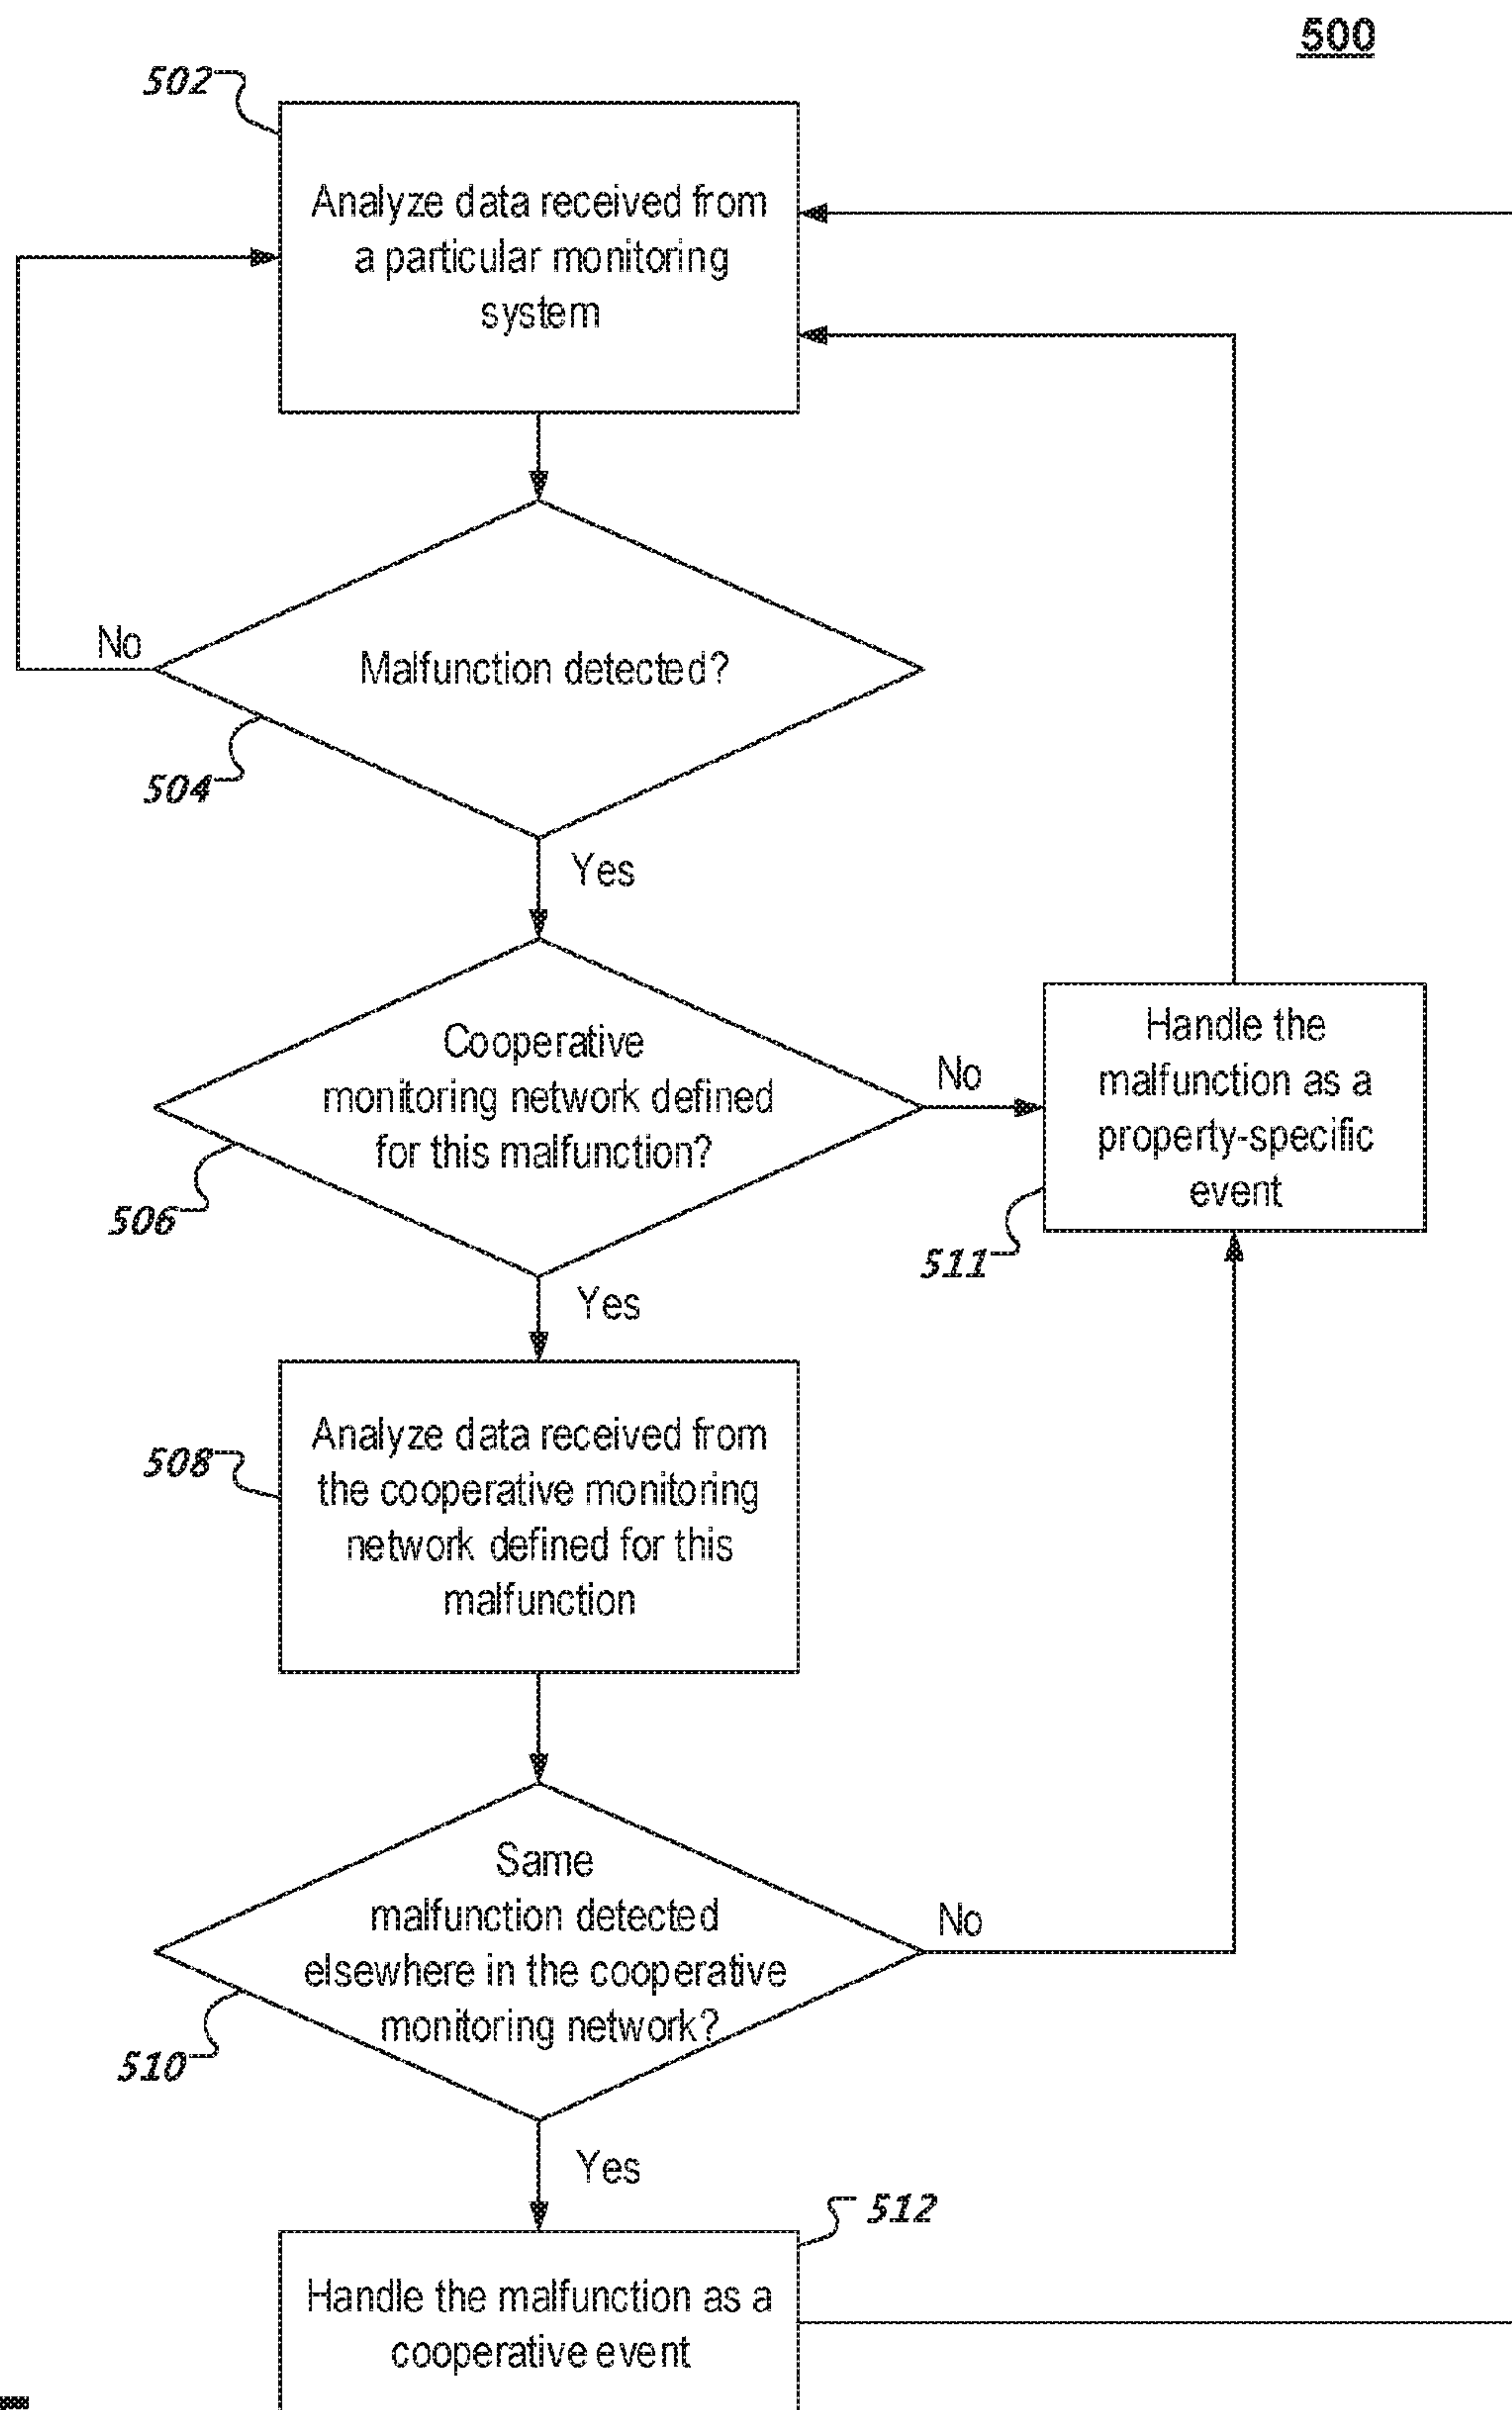 500
502
Analyze data received from
a particular monitoring
system
No
Malfunction detected?
504
Yes
Cooperative
monitoring network defined
for this malfunction?
No
506
Handle the
malfunction as a
property-specific
event
511
Yes
508
Analyze data received from
the cooperative monitoring
network defined for this
malfunction
Same
malfunction detected
elsewhere in the cooperative
monitoring network?
No
510
Yes
512
Handle the malfunction as a
cooperative event